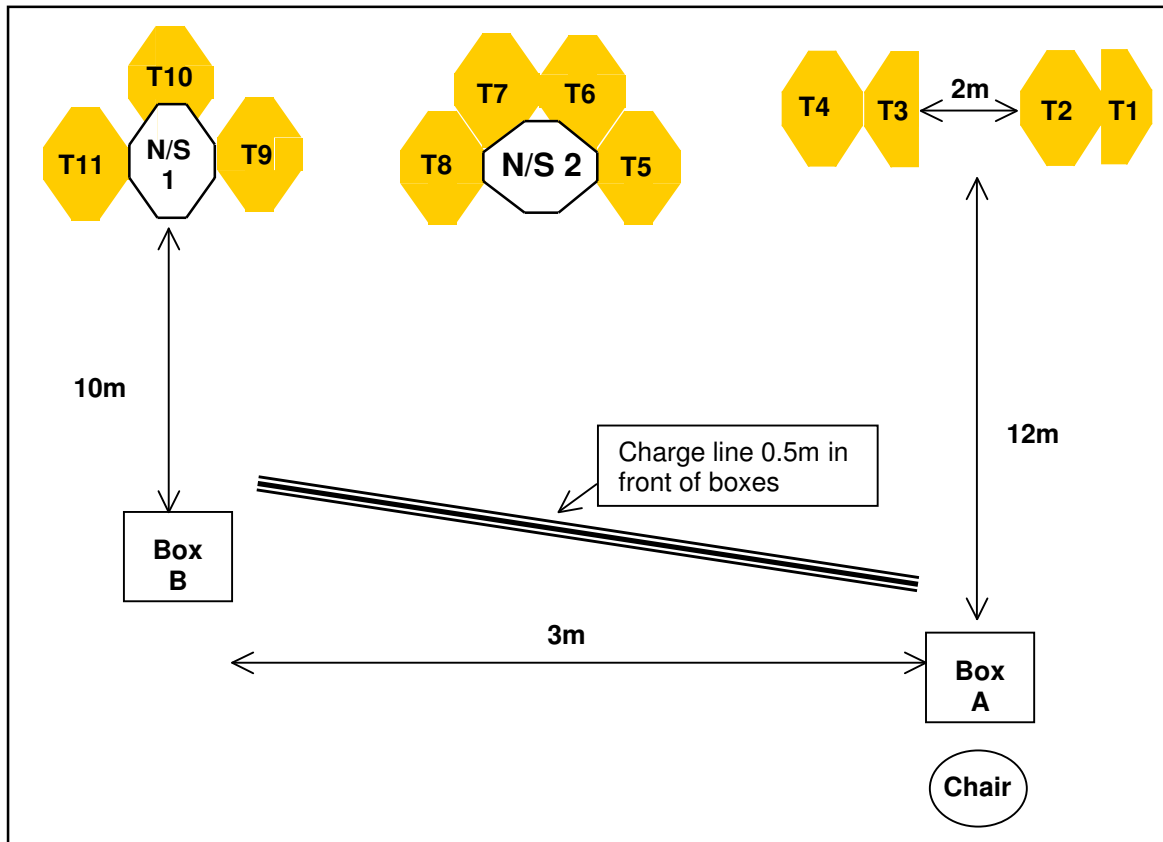 T10
T11
N/S
1
T9
T7
T6
T8
N/S 2
T5
T4
T3
2m
T2
T1
10m
12m
Charge line 0.5m in
front of boxes
Box
B
3m
Box
A
Chair